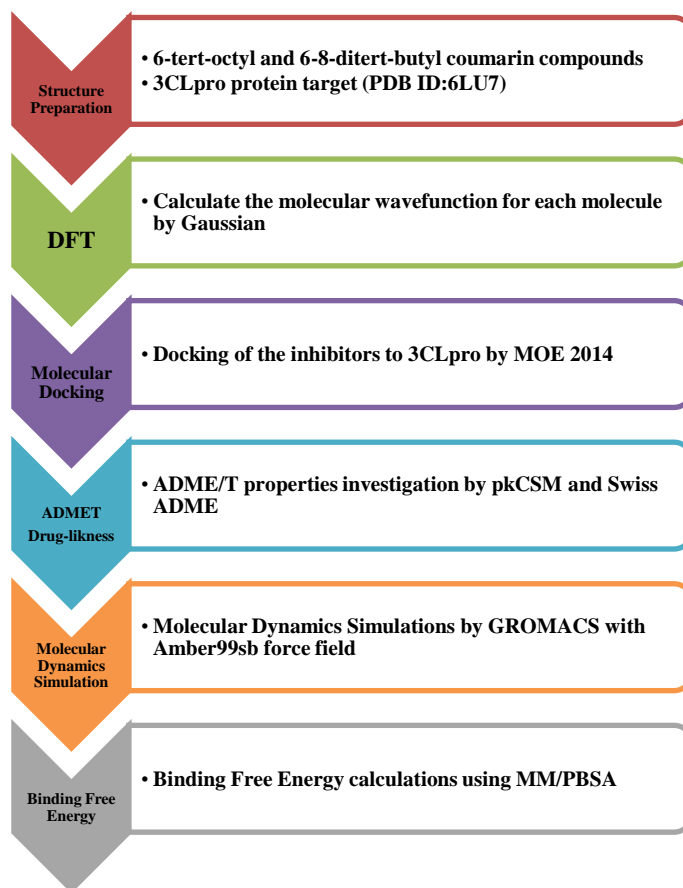 Structure
Preparation
• 6-tert-octyl and 6-8-ditert-butyl coumarin compounds
• 3CLpro protein target (PDB ID:6LU7)
DFT
• Calculate the molecular wavefunction for each molecule
by Gaussian
Molecular
Docking
• Docking of the inhibitors to 3CLpro by MOE 2014
ADMET
Drug-likness
• ADME/T properties investigation by pkCSM and Swiss
ADME
Molecular
Dynamics
Simulation
• Molecular Dynamics Simulations by GROMACS with
Amber99sb force field
Binding Free
Energy
• Binding Free Energy calculations using MM/PBSA